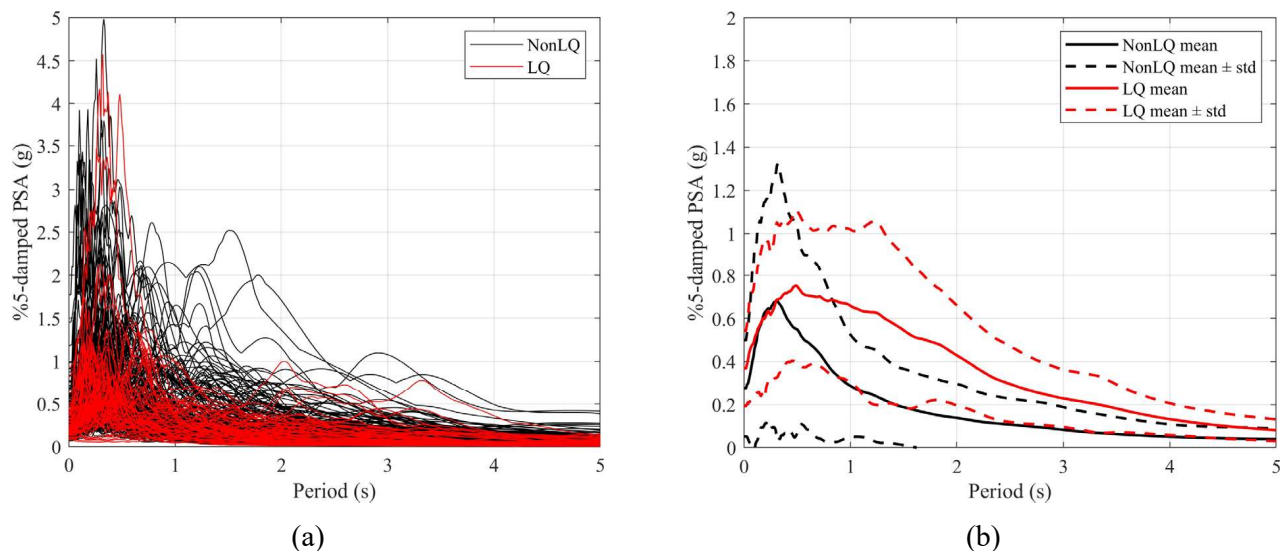 5
4.5
4
3.5
3
2.5
2
1.5
1
0.5
0
%5-damped PSA (g)
NonLQ
LQ
0 1 2 3 4 5
Period (s)
(a)
2
1.8
1.6
1.4
1.2
1
0.8
0.6
0.4
0.2
0
%5-damped PSA (g)
NonLQ mean
NonLQ mean ± std
LQ mean
LQ mean ± std
0 1 2 3 4 5
Period (s)
(b)